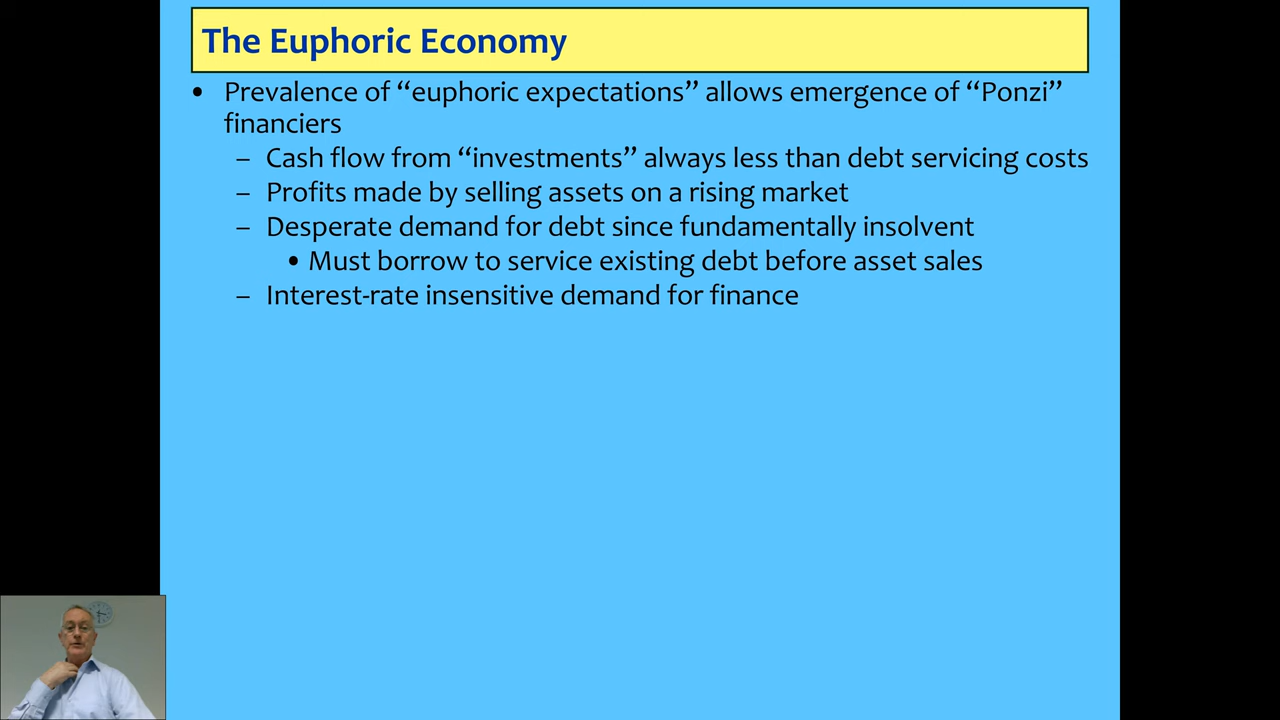 The Euphoric Economy
• Prevalence of “euphoric expectations” allows emergence of “Ponzi”
financiers
– Cash flow from “investments” always less than debt servicing costs
– Profits made by selling assets on a rising market
– Desperate demand for debt since fundamentally insolvent
• Must borrow to service existing debt before asset sales
– Interest-rate insensitive demand for finance